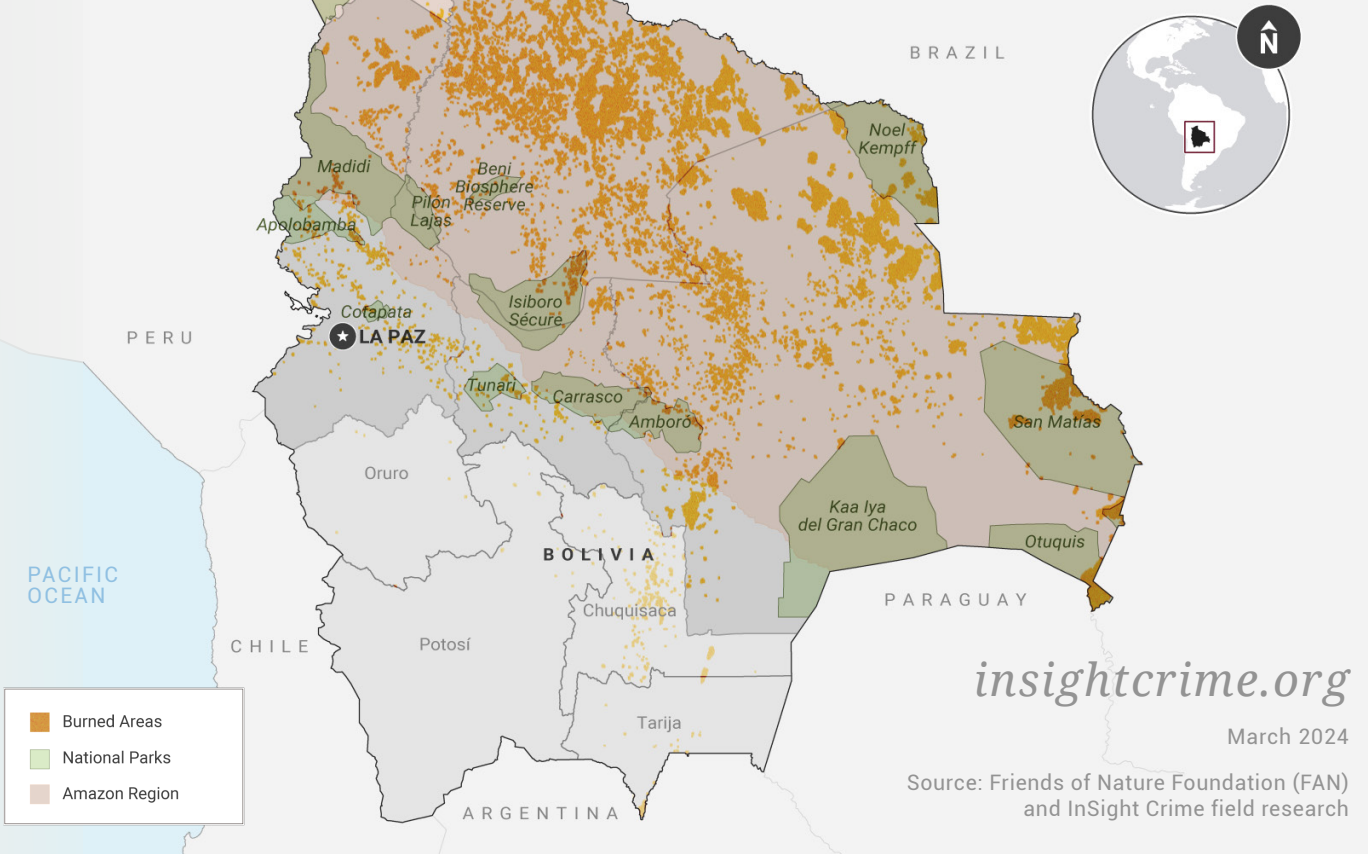 BRAZIL
N
Noel
Kempff
Madidi
Beni
Biosphere
Reserve
Pilón
Lajas
Apolobamba
Isiboro
Sécure
Cotapata
PERU
LA PAZ
Tunari
Carrasco
Amboró
San Matías
Oruro
Kaa Iya
del Gran Chaco
Otuquis
BOLIVIA
PACIFIC
OCEAN
Chuquisaca
PARAGUAY
CHILE
Potosí
insightcrime.org
Tarija
March 2024
Burned Areas
National Parks
Amazon Region
ARGENTINA
Source: Friends of Nature Foundation (FAN)
and InSight Crime field research